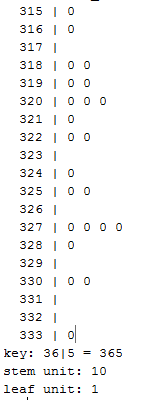 315 | 0
316 | 0
317 |
318 | 0 0
319 | 0 0
320 | 0 0 0
321 | 0
322 | 0 0
323 |
324 | 0
325 | 0 0
326 |
327 | 0 0 0 0
328 | 0
329 |
330 | 0 0
331 |
332 |
333 | 0
key: 36|5 = 365
stem unit: 10
leaf unit: 1